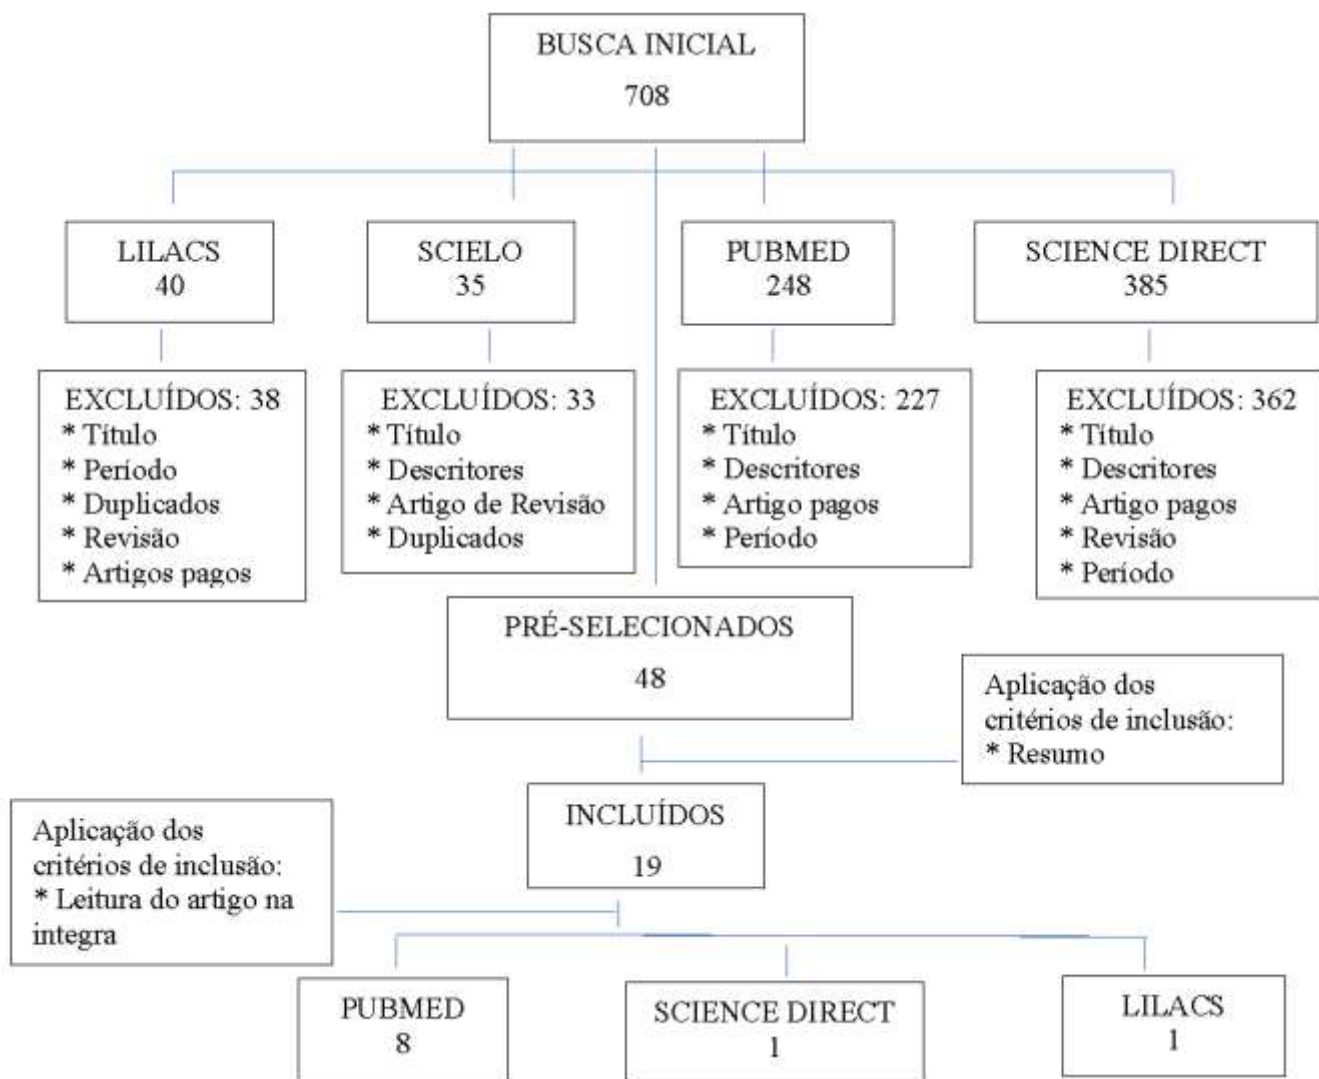 BUSCA INICIAL
708
LILACS
40
SCIELO
35
PUBMED
248
SCIENCE DIRECT
385
EXCLUÍDOS: 38
* Título
* Período
* Duplicados
* Revisão
* Artigos pagos
EXCLUÍDOS: 33
* Título
* Descritores
* Artigo de Revisão
* Duplicados
EXCLUÍDOS: 227
* Título
* Descritores
* Artigo pagos
* Período
EXCLUÍDOS: 362
* Título
* Descritores
* Artigo pagos
* Revisão
* Período
PRÉ-SELECIONADOS
48
Aplicação dos
critérios de inclusão:
* Resumo
INCLUÍDOS
19
Aplicação dos
critérios de inclusão:
* Leitura do artigo na
integra
PUBMED
8
SCIENCE DIRECT
1
LILACS
1